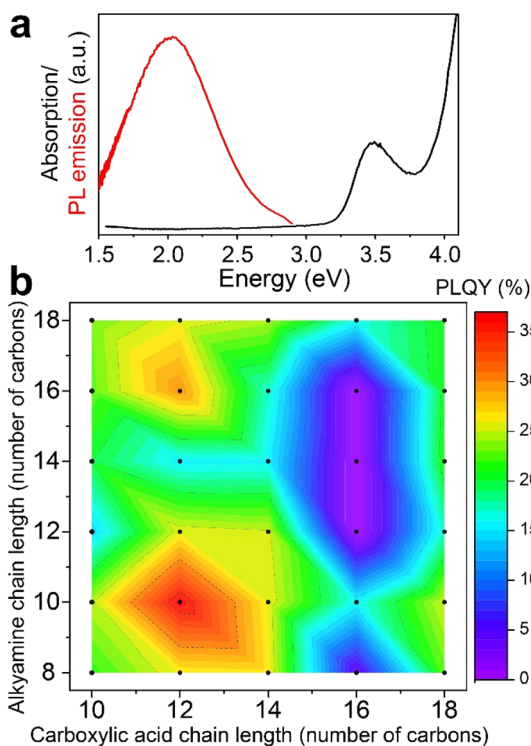 a
Absorption/
PL emission (a.u.)
1.5 2.0 2.5 3.0 3.5 4.0
Energy (eV)
b
PLQY (%)
Alkyamine chain length (number of carbons)
18
16
14
12
10
8
10 12 14 16 18
Carboxylic acid chain length (number of carbons)
35
30
25
20
15
10
5
0